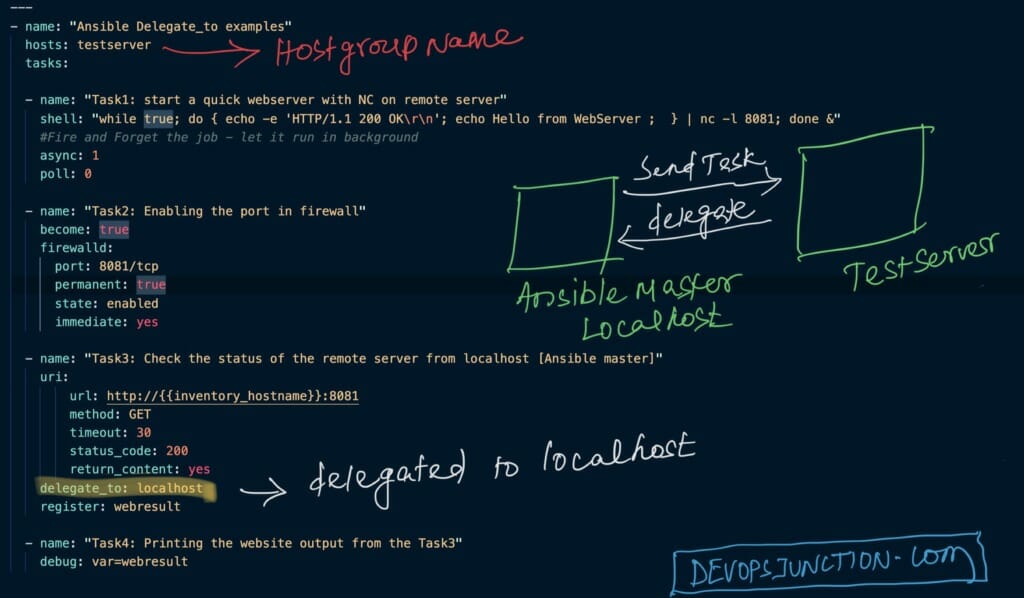 ---
- name: "Ansible Delegate_to examples"
hosts: testserver
Hostgroup Name
tasks:
- name: "Task1: start a quick webserver with NC on remote server"
shell: "while true; do { echo -e 'HTTP/1.1 200 OK\r\n'; echo Hello from WebServer ;  } | nc -l 8081; done &"
#Fire and Forget the job - let it run in background
async: 1
poll: 0
Send Task
delegate
Ansible Master
Localhost
TestServer
- name: "Task2: Enabling the port in firewall"
become: true
firewalld:
port: 8081/tcp
permanent: true
state: enabled
immediate: yes
- name: "Task3: Check the status of the remote server from localhost [Ansible master]"
uri:
url: http://{{inventory_hostname}}:8081
method: GET
timeout: 30
status_code: 200
return_content: yes
delegate_to: localhost
delegated to localhost
register: webresult
- name: "Task4: Printing the website output from the Task3"
debug: var=webresult
DEVOPSJUNCTION.COM